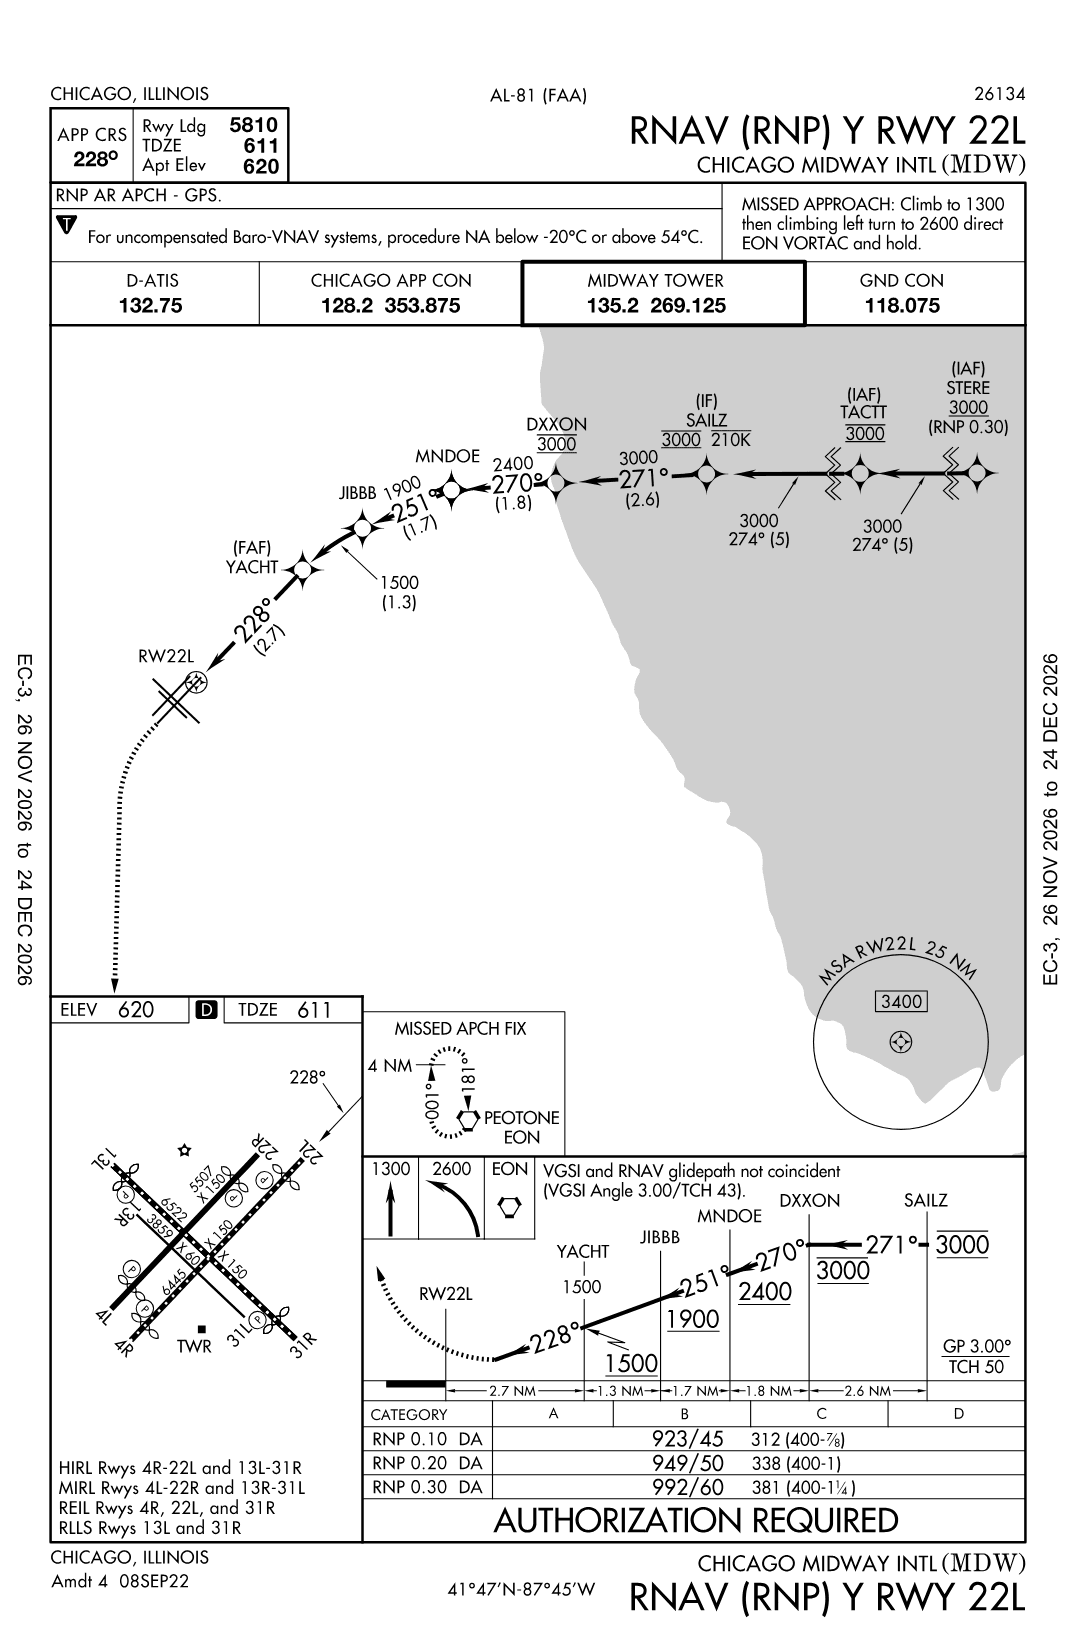 CHICAGO, ILLINOIS
AL-81 (FAA)
26134
RNAV (RNP) Y RWY 22L
CHICAGO MIDWAY INTL (MDW)
APP CRS
228°
Rwy Ldg 5810
TDZE 611
Apt Elev 620
RNP AR APCH - GPS.
T
For uncompensated Baro-VNAV systems, procedure NA below -20°C or above 54°C.
MISSED APPROACH: Climb to 1300
then climbing left turn to 2600 direct
EON VORTAC and hold.
D-ATIS
132.75
CHICAGO APP CON
128.2 353.875
MIDWAY TOWER
135.2 269.125
GND CON
118.075
(IAF)
STERE
3000
(RNP 0.30)
(IAF)
TACTT
3000
(IF)
SAILZ
3000 210K
DXXON
3000
MNDOE
JIBBB
(FAF)
YACHT
RW22L
3000
274° (5)
3000
274° (5)
3000
271°
(2.6)
2400
270°
(1.8)
1900
251°
(1.7)
1500
(1.3)
228°
(2.7)
EC-3, 26 NOV 2026 to 24 DEC 2026
EC-3, 26 NOV 2026 to 24 DEC 2026
MSA RW22L 25 NM
3400
ELEV 620
D
TDZE 611
228°
13L
13R
22R
22L
4L
4R
31L
31R
5507
X 150
6522
X 150
3859
X 60
6445
X 150
P
P
P
P
P
P
TWR
HIRL Rwys 4R-22L and 13L-31R
MIRL Rwys 4L-22R and 13R-31L
REIL Rwys 4R, 22L, and 31R
RLLS Rwys 13L and 31R
MISSED APCH FIX
4 NM
181°
001°
PEOTONE
EON
1300
2600
EON
VGSI and RNAV glidepath not coincident
(VGSI Angle 3.00/TCH 43).
SAILZ
DXXON
MNDOE
JIBBB
YACHT
1500
RW22L
271°
3000
270°
3000
251°
2400
1900
228°
1500
GP 3.00°
TCH 50
2.7 NM
1.3 NM
1.7 NM
1.8 NM
2.6 NM
CATEGORY A B C D
RNP 0.10 DA 923/45 312 (400-⅞)
RNP 0.20 DA 949/50 338 (400-1)
RNP 0.30 DA 992/60 381 (400-1¼)
AUTHORIZATION REQUIRED
CHICAGO, ILLINOIS
Amdt 4 08SEP22
41°47'N-87°45'W
CHICAGO MIDWAY INTL (MDW)
RNAV (RNP) Y RWY 22L